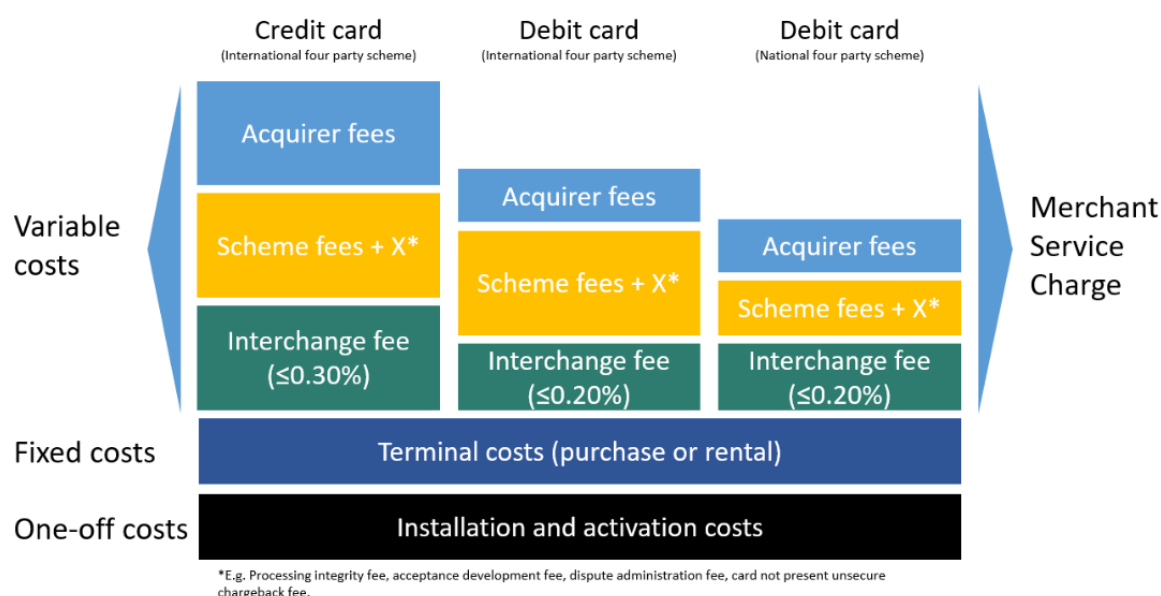 Credit card
(International four party scheme)
Debit card
(International four party scheme)
Debit card
(National four party scheme)
Variable
costs
Acquirer fees
Scheme fees + X*
Interchange fee
(≤0.30%)
Acquirer fees
Scheme fees + X*
Interchange fee
(≤0.20%)
Acquirer fees
Scheme fees + X*
Interchange fee
(≤0.20%)
Merchant
Service
Charge
Fixed costs
Terminal costs (purchase or rental)
One-off costs
Installation and activation costs
*E.g. Processing integrity fee, acceptance development fee, dispute administration fee, card not present unsecure
chargeback fee.